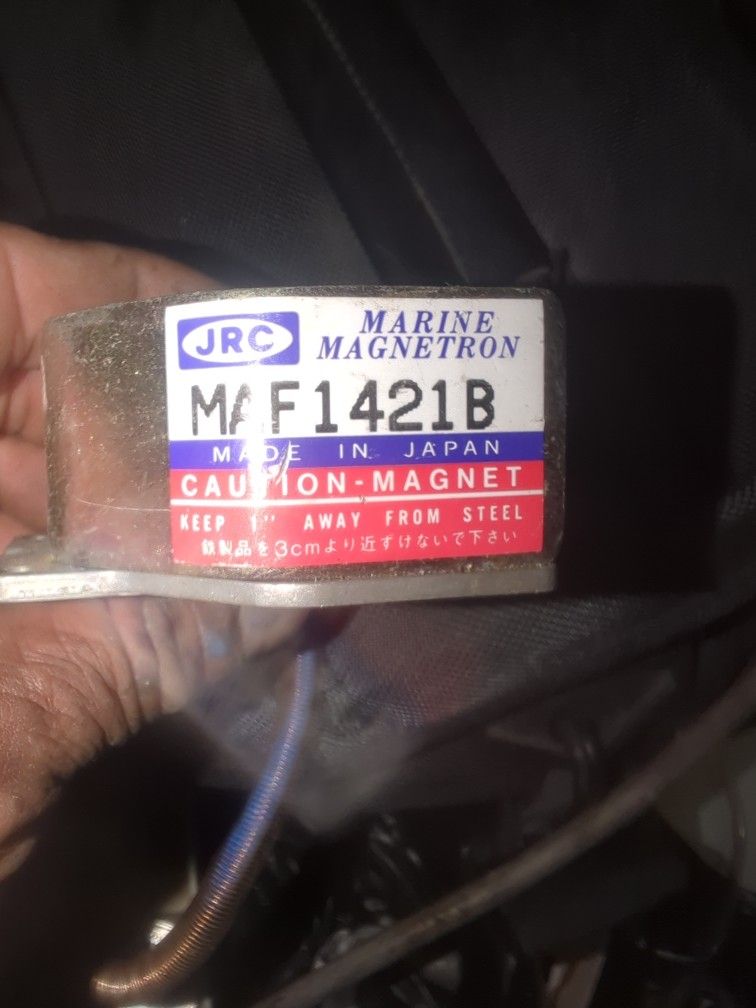 JRC
MARINE
MAGNETRON
MAF1421B
MADE IN JAPAN
CAUTION-MAGNET
KEEP 1" AWAY FROM STEEL
鉄製品を3cmより近ずけないで下さい